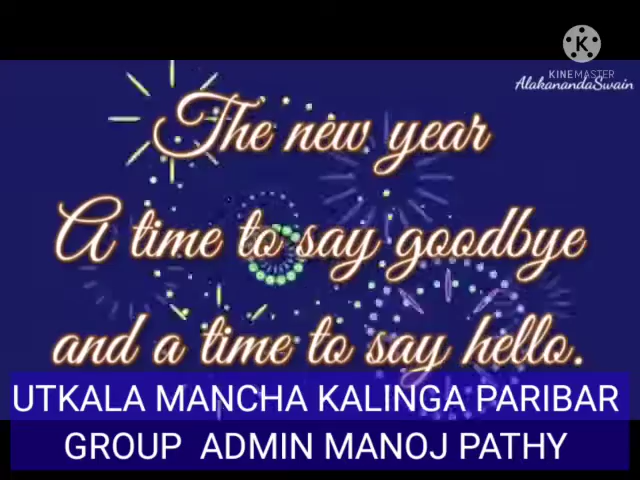 KINEMASTER
AlakanandaSwain
The new year
A time to say goodbye
and a time to say hello.
UTKALA MANCHA KALINGA PARIBAR
GROUP ADMIN MANOJ PATHY